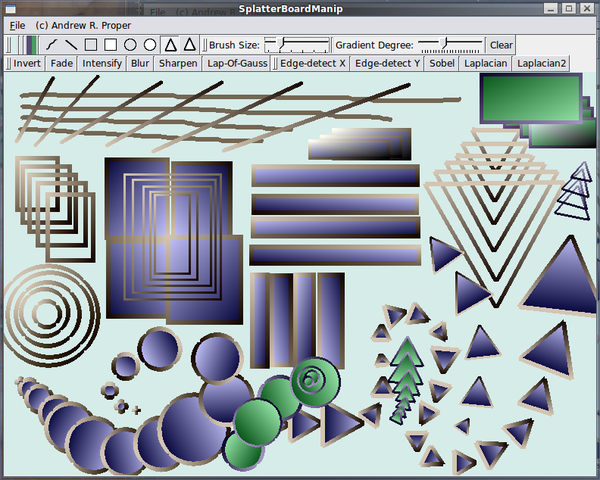 SplatterBoardManip
File (c) Andrew R. Proper
Brush Size: Gradient Degree: Clear
Invert Fade Intensify Blur Sharpen Lap-Of-Gauss Edge-detect X Edge-detect Y Sobel Laplacian Laplacian2